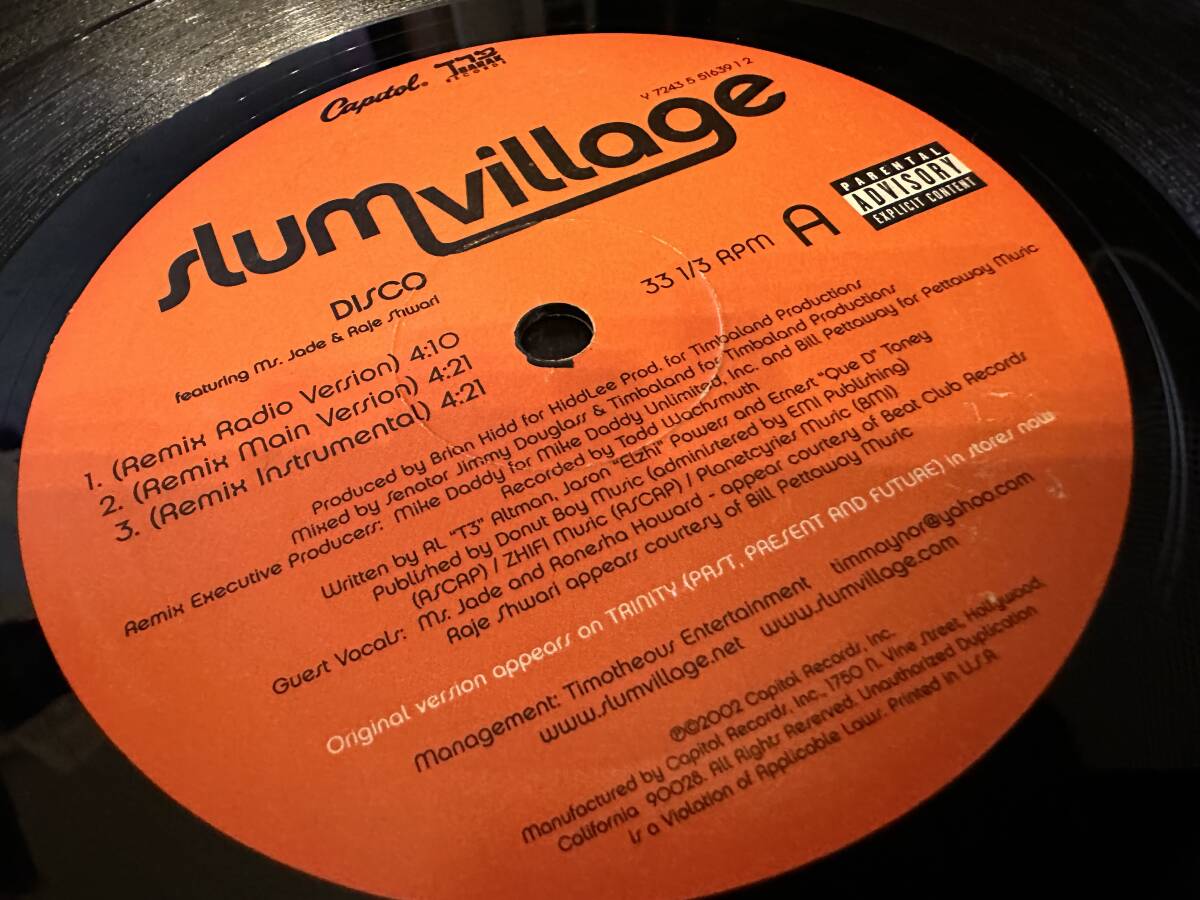 Capitol®
ברק BARAK RECORDS
Y 7243 5 51639 1 2
slumvillage
PARENTAL
ADVISORY
EXPLICIT CONTENT
33 1/3 RPM A
DISCO
featuring Ms. Jade & Raje Shwari
1. (Remix Radio Version) 4:10
2. (Remix Main Version) 4:21
3. (Remix Instrumental) 4:21
Produced by Brian Hidd for HiddLee Prod. for Timbaland Productions
Mixed by Senator Jimmy Douglass & Timbaland for Timbaland Productions
Remix Executive Producers: Mike Daddy for Mike Daddy Unlimited, Inc. and Bill Pettaway for Pettaway Music
Recorded by Todd Wachsmuth
Written by RL "T3" Altman, Jason "Elzhi" Powers and Ernest "Que D" Toney
Published by Donut Boy Music (administered by EMI Publishing)
(ASCAP) / ZHIFI Music (ASCAP) / Planetcyries Music (BMI)
Guest Vocals: Ms. Jade and Ronesha Howard - appear courtesy of Beat Club Records
Raje Shwari appears courtesy of Bill Pettaway Music
Original version appears on TRINITY (PAST, PRESENT AND FUTURE) in stores now
Management: Timotheous Entertainment timmaynor@yahoo.com
www.slumvillage.net www.slumvillage.com
℗©2002 Capitol Records, Inc.
Manufactured by Capitol Records, Inc., 1750 N. Vine Street, Hollywood,
California 90028. All Rights Reserved. Unauthorized Duplication
Is a Violation of Applicable Laws. Printed in U.S.A.